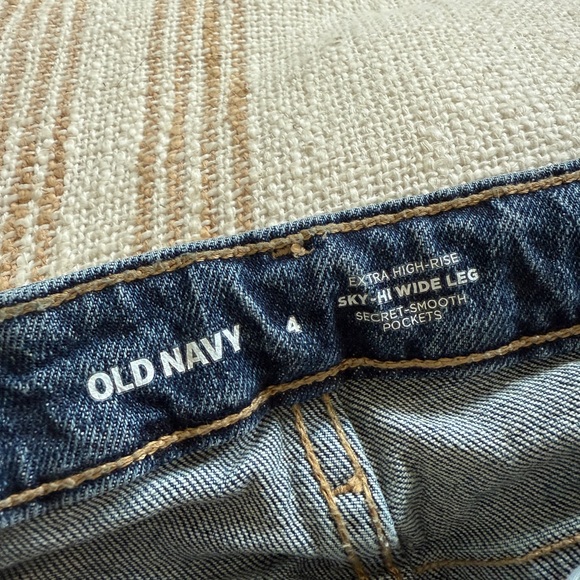 OLD NAVY
4
EXTRA HIGH-RISE
SKY-HI WIDE LEG
SECRET-SMOOTH
POCKETS